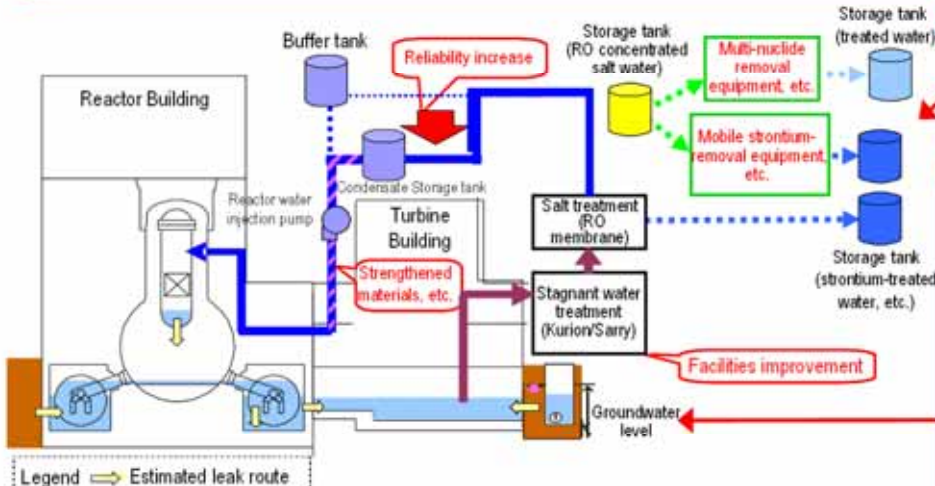 Storage tank
(treated water)
Storage tank
(RO concentrated
salt water)
Multi-nuclide
removal
equipment, etc.
Buffer tank
Reliability increase
Reactor Building
Mobile strontium-
removal equipment,
etc.
Condensate Storage tank
Reactor water
injection pump
Turbine
Building
Salt treatment
(RO
membrane)
Storage tank
(strontium-treated
water, etc.)
Strengthened
materials, etc.
Stagnant water
treatment
(Kurion/Sarry)
Facilities improvement
Groundwater
level
Legend
Estimated leak route